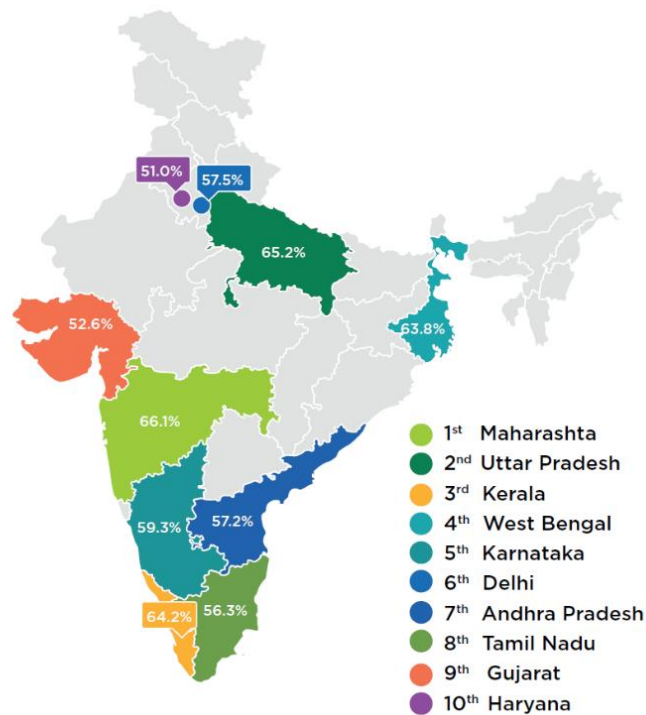 51.0%
57.5%
65.2%
63.8%
52.6%
66.1%
59.3%
57.2%
64.2%
56.3%
1st Maharashta
2nd Uttar Pradesh
3rd Kerala
4th West Bengal
5th Karnataka
6th Delhi
7th Andhra Pradesh
8th Tamil Nadu
9th Gujarat
10th Haryana